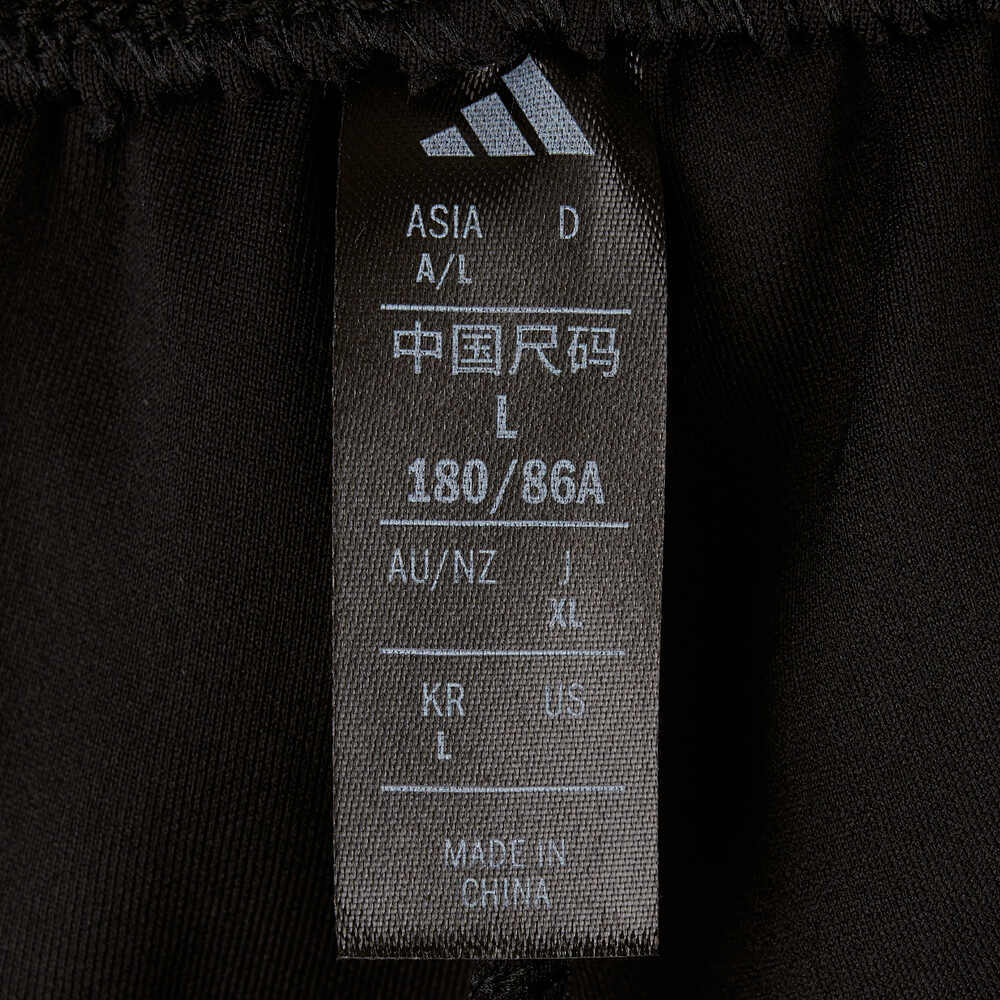 ASIA D
A/L
中国尺码
L
180/86A
AU/NZ J
XL
KR US
L
MADE IN
CHINA